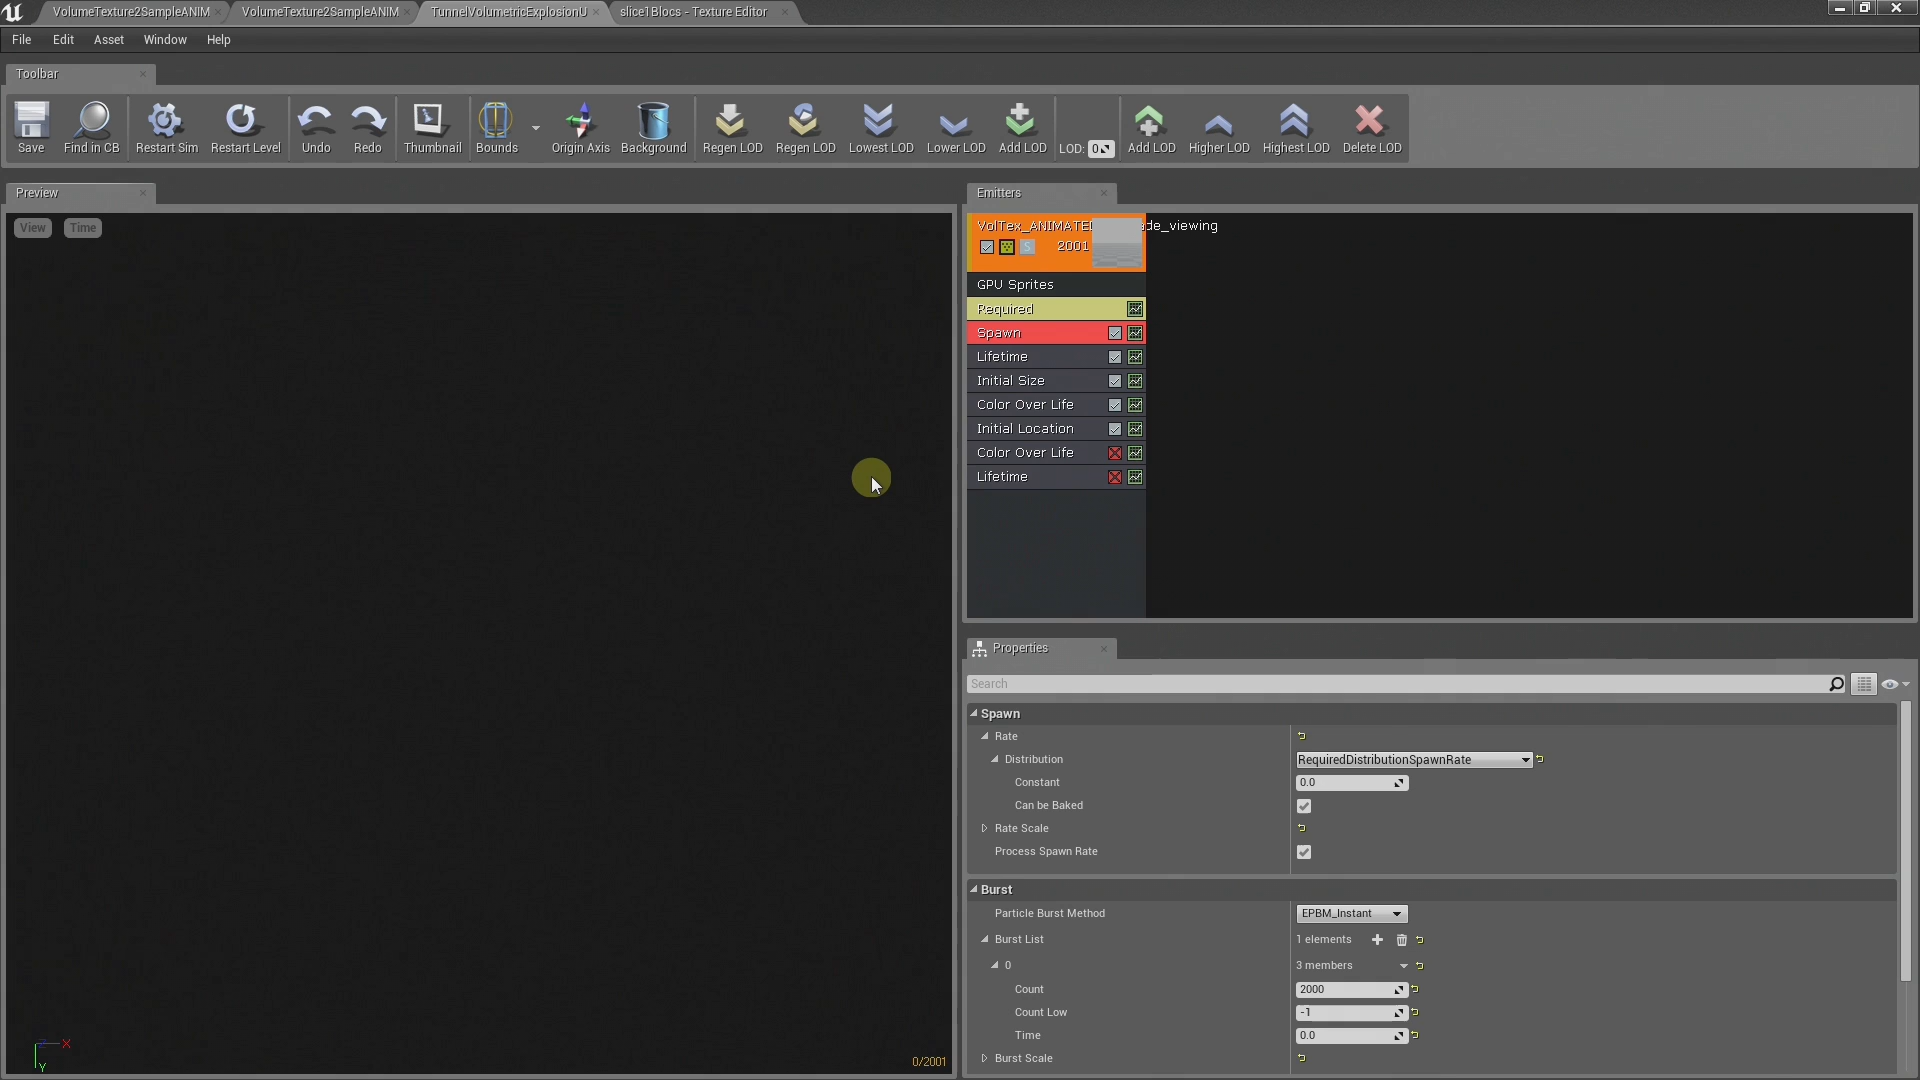 VolumeTexture2SampleANIM VolumeTexture2SampleANIM TunnelVolumetricExplosionU slice1Blocs - Texture Editor
File Edit Asset Window Help
Toolbar
Save Find in CB Restart Sim Restart Level Undo Redo Thumbnail Bounds Origin Axis Background Regen LOD Regen LOD Lowest LOD Lower LOD Add LOD LOD: 0 Add LOD Higher LOD Highest LOD Delete LOD
Preview
View Time
X
Y
0/2001
Emitters
VolTex_ANIMATE de_viewing
S 2001
GPU Sprites
Required
Spawn
Lifetime
Initial Size
Color Over Life
Initial Location
Color Over Life
Lifetime
Properties
Search
Spawn
Rate
Distribution RequiredDistributionSpawnRate
Constant 0.0
Can be Baked
Rate Scale
Process Spawn Rate
Burst
Particle Burst Method EPBM_Instant
Burst List 1 elements
0 3 members
Count 2000
Count Low -1
Time 0.0
Burst Scale